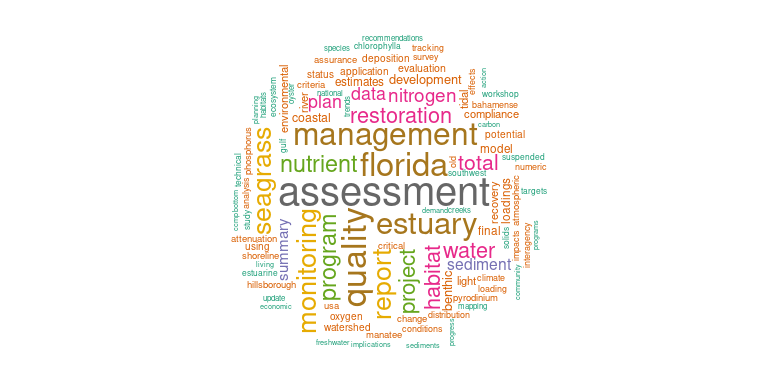 recommendations
species chlorophylla tracking
assurance deposition survey
status application evaluation
criteria estimates development
national
environmental
ecosystem
oyster
planning
habitats
river
plan data nitrogen
trends
tidal
effects
action
workshop
bahamense
coastal restoration compliance
carbon
gulf
management potential
model
phosphorus
seagrass
nutrient florida old total suspended
southwest numeric
technical
analysis
study
compbottom
assessment
recovery
loadings
atmospheric
targets
demand creeks
estuary
quality
monitoring
program
summary
final
solids
impacts
interagency
programs
attenuation
using
shoreline
living
estuarine
hillsborough
critical
report
project
habitat
water
sediment
benthic
light climate
loading
community
pyrodinium
mapping
update
economic
usa
oxygen
watershed
change distribution
conditions
manatee
progress
freshwater implications sediments